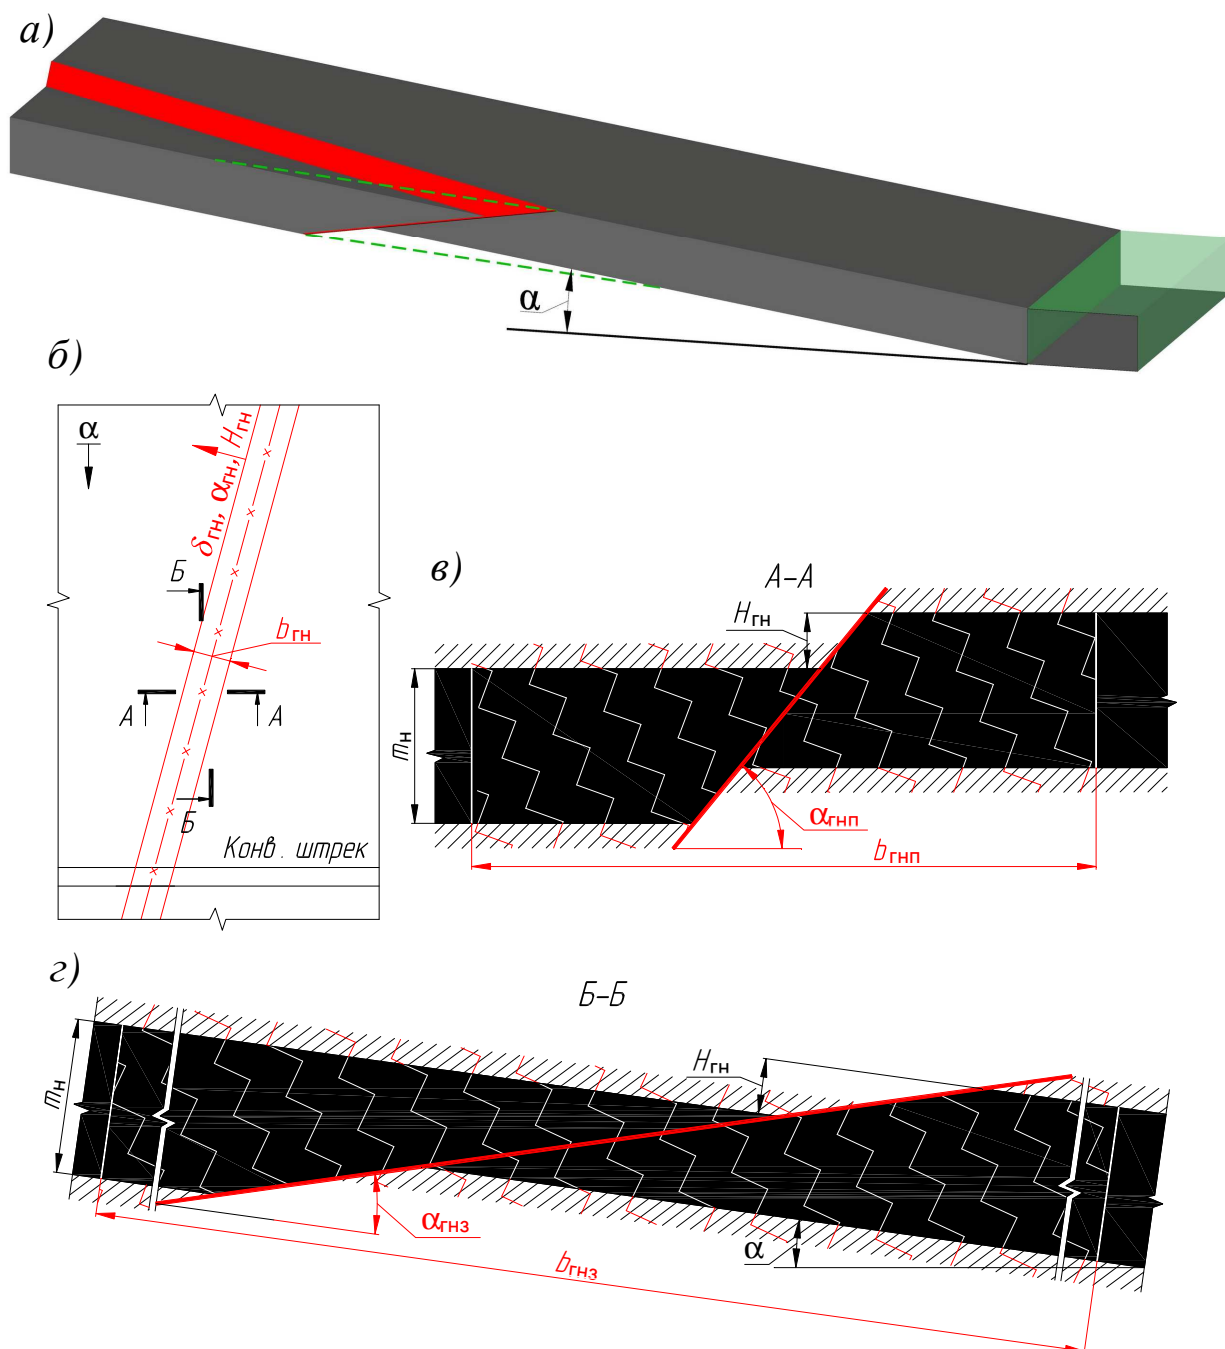 а)
α
б)
α
δгн, αгн, Hгн
Б
bгн
А
А
Б
Конв. штрек
в)
А–А
Hгн
mн
αгнп
bгнп
г)
Б–Б
Hгн
mн
αгнз
α
bгнз